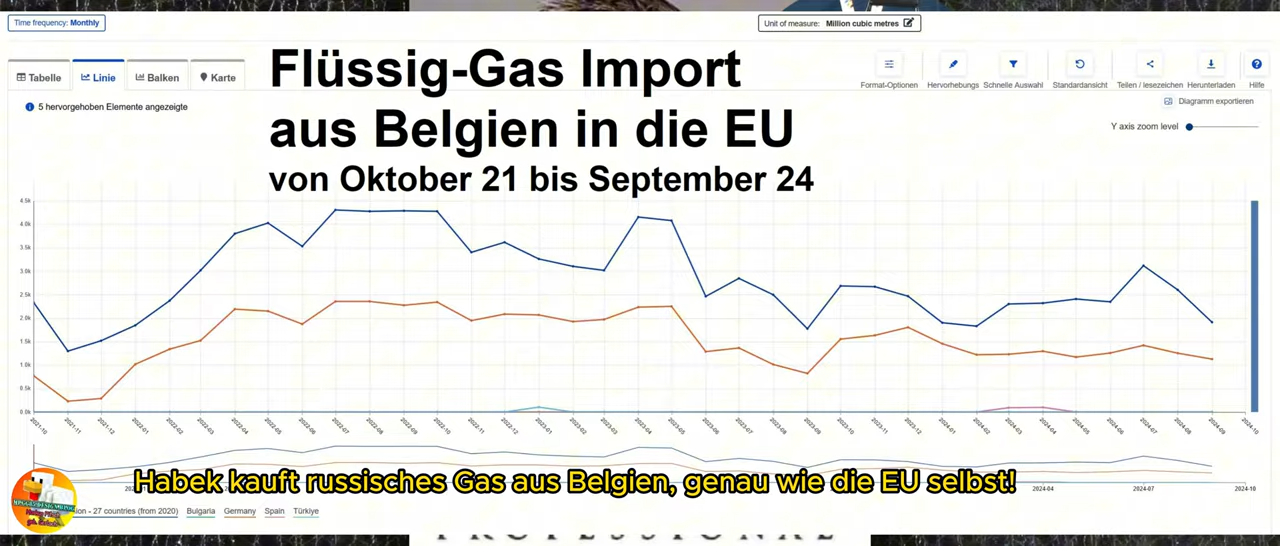 Time frequency: Monthly
Unit of measure: Million cubic metres
Tabelle
Linie
Balken
Karte
Flüssig-Gas Import
aus Belgien in die EU
von Oktober 21 bis September 24
Format-Optionen
Hervorhebungs
Schnelle Auswahl
Standardansicht
Teilen / lesezeichen
Herunterladen
Hilfe
5 hervorgehoben Elemente angezeigte
Diagramm exportieren
Y axis zoom level
4.5k
4.0k
3.5k
3.0k
2.5k
2.0k
1.5k
1.0k
0.5k
0.0k
2021-10
2021-11
2021-12
2022-01
2022-02
2022-03
2022-04
2022-05
2022-06
2022-07
2022-08
2022-09
2022-10
2022-11
2022-12
2023-01
2023-02
2023-03
2023-04
2023-05
2023-06
2023-07
2023-08
2023-09
2023-10
2023-11
2023-12
2024-01
2024-02
2024-03
2024-04
2024-05
2024-06
2024-07
2024-08
2024-09
2024-10
Habek kauft russisches Gas aus Belgien, genau wie die EU selbst!
2024-04
2024-07
2024-10
ion - 27 countries (from 2020)
Bulgaria
Germany
Spain
Türkiye
PROFESSIONAL